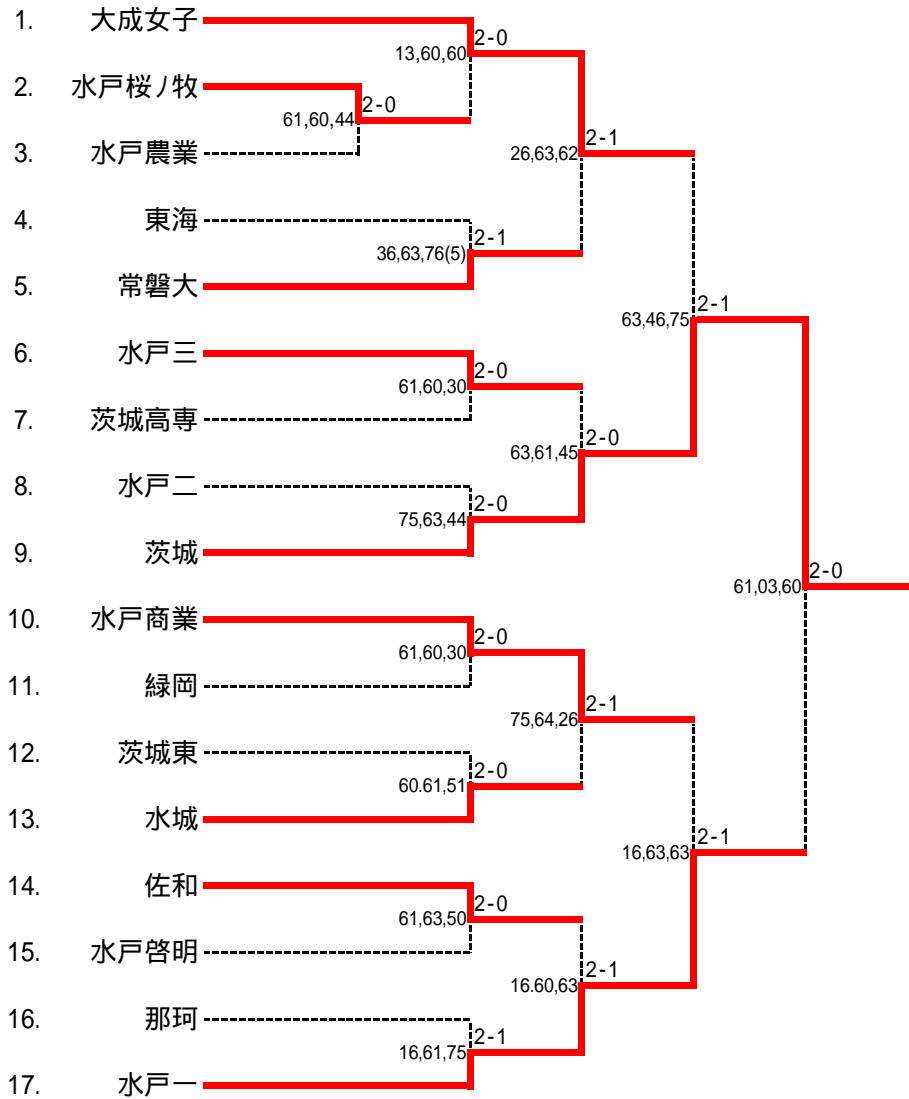 1. 大成女子
2-0
13,60,60
2. 水戸桜ノ牧
2-0
61,60,44
3. 水戸農業
2-1
26,63,62
4. 東海
2-1
36,63,76(5)
5. 常磐大
2-1
63,46,75
6. 水戸三
2-0
61,60,30
7. 茨城高専
2-0
63,61,45
8. 水戸二
2-0
75,63,44
9. 茨城
2-0
61,03,60
10. 水戸商業
2-0
61,60,30
11. 緑岡
2-1
75,64,26
12. 茨城東
2-0
60.61,51
13. 水城
2-1
16,63,63
14. 佐和
2-0
61,63,50
15. 水戸啓明
2-1
16.60,63
16. 那珂
2-1
16,61,75
17. 水戸一